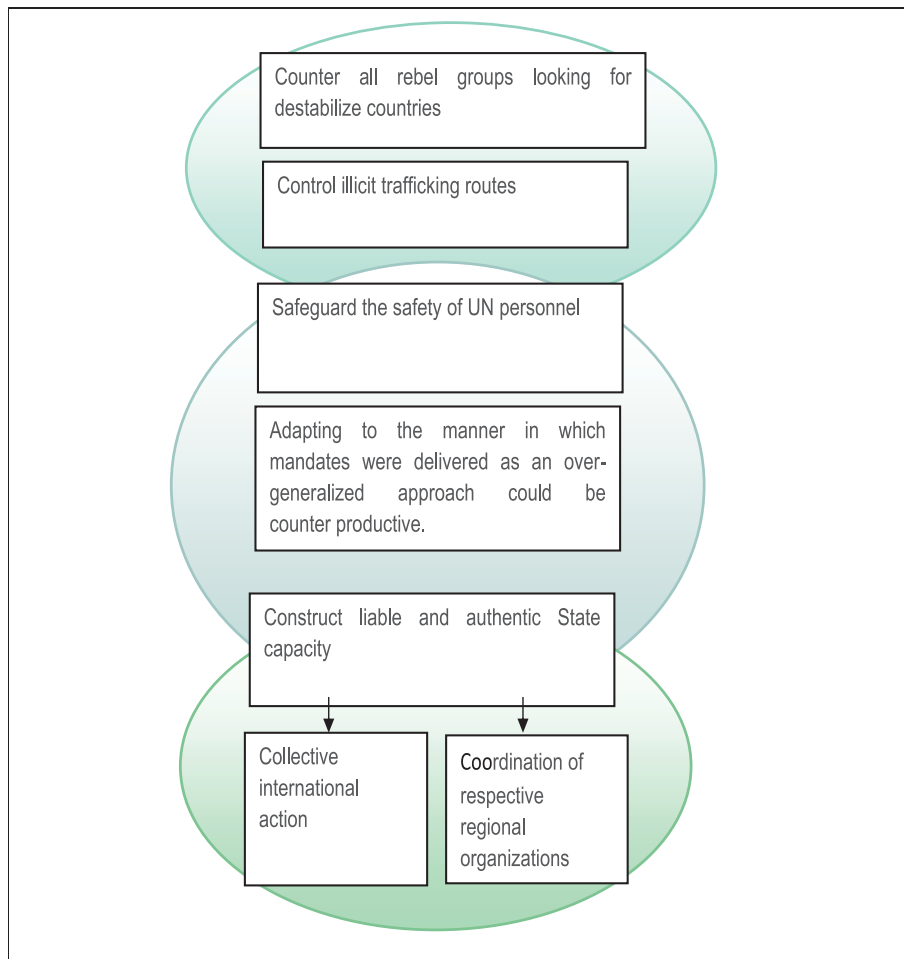 Counter all rebel groups looking for
destabilize countries
Control illicit trafficking routes
Safeguard the safety of UN personnel
Adapting to the manner in which
mandates were delivered as an over-
generalized approach could be
counter productive.
Construct liable and authentic State
capacity
Collective
international
action
Coordination of
respective
regional
organizations